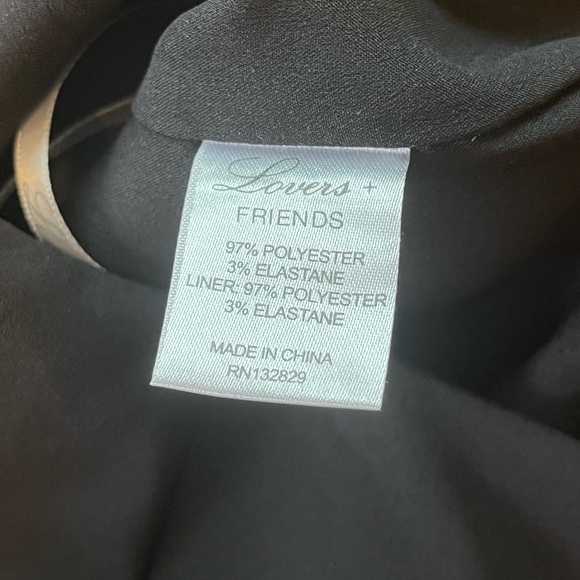 Lovers +
FRIENDS
97% POLYESTER
3% ELASTANE
LINER: 97% POLYESTER
3% ELASTANE
MADE IN CHINA
RN132829